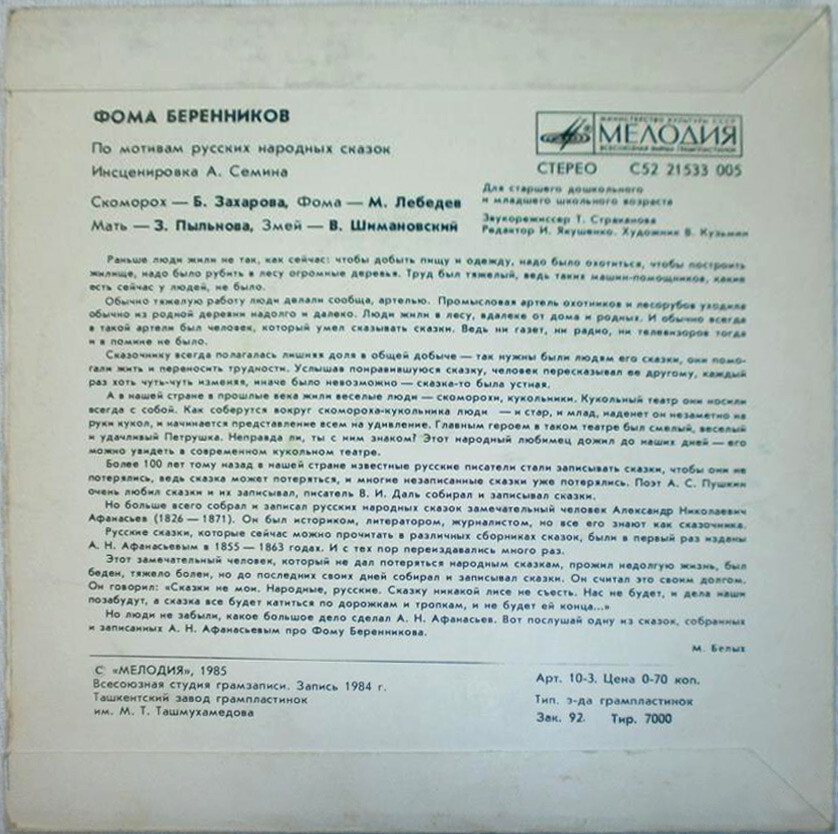 ФОМА БЕРЕННИКОВ
По мотивам русских народных сказок
Инсценировка А. Семина
Скоморох — Б. Захарова, Фома — М. Лебедев
Мать — З. Пыльнова, Змей — В. Шимановский
МИНИСТЕРСТВО КУЛЬТУРЫ СССР
МЕЛОДИЯ
ВСЕСОЮЗНАЯ ФИРМА ГРАМПЛАСТИНОК
СТЕРЕО С52 21533 005
Для старшего дошкольного
и младшего школьного возраста
Звукорежиссер Т. Страканова
Редактор И. Якушенко. Художник В. Кузьмин
Раньше люди жили не так, как сейчас: чтобы добыть пищу и одежду, надо было охотиться, чтобы построить
жилище, надо было рубить в лесу огромные деревья. Труд был тяжелый, ведь таких машин-помощников, какие
есть сейчас у людей, не было.
Обычно тяжелую работу люди делали сообща, артелью. Промысловая артель охотников и лесорубов уходила
обычно из родной деревни надолго и далеко. Люди жили в лесу, вдалеке от дома и родных. И обычно всегда
в такой артели был человек, который умел сказывать сказки. Ведь ни газет, ни радио, ни телевизоров тогда
и в помине не было.
Сказочнику всегда полагалась лишняя доля в общей добыче — так нужны были людям его сказки, они помо-
гали жить и переносить трудности. Услышав понравившуюся сказку, человек пересказывал ее другому, каждый
раз хоть чуть-чуть изменяя, иначе было невозможно — сказка-то была устная.
А в нашей стране в прошлые века жили веселые люди — скоморохи, кукольники. Кукольный театр они носили
всегда с собой. Как соберутся вокруг скомороха-кукольника люди — и стар, и млад, наденет он незаметно на
руки кукол, и начинается представление всем на удивление. Главным героем в таком театре был смелый, веселый
и удачливый Петрушка. Неправда ли, ты с ним знаком? Этот народный любимец дожил до наших дней — его
можно увидеть в современном кукольном театре.
Более 100 лет тому назад в нашей стране известные русские писатели стали записывать сказки, чтобы они не
потерялись, ведь сказка может потеряться, и многие незаписанные сказки уже потерялись. Поэт А. С. Пушкин
очень любил сказки и их записывал, писатель В. И. Даль собирал и записывал сказки.
Но больше всего собрал и записал русских народных сказок замечательный человек Александр Николаевич
Афанасьев (1826 — 1871). Он был историком, литератором, журналистом, но все его знают как сказочника.
Русские сказки, которые сейчас можно прочитать в различных сборниках сказок, были в первый раз изданы
А. Н. Афанасьевым в 1855 — 1863 годах. И с тех пор переиздавались много раз.
Этот замечательный человек, который не дал потеряться народным сказкам, прожил недолгую жизнь, был
беден, тяжело болен, но до последних своих дней собирал и записывал сказки. Он считал это своим долгом.
Он говорил: «Сказки не мои. Народные, русские. Сказку никакой лисе не съесть. Нас не будет, и дела наши
позабудут, а сказка все будет катиться по дорожкам и тропкам, и не будет ей конца...»
Но люди не забыли, какое большое дело сделал А. Н. Афанасьев. Вот послушай одну из сказок, собранных
и записанных А. Н. Афанасьевым про Фому Беренникова.
М. Белых
С «МЕЛОДИЯ», 1985
Всесоюзная студия грамзаписи. Запись 1984 г.
Ташкентский завод грампластинок
им. М. Т. Ташмухамедова
Арт. 10-3. Цена 0-70 коп.
Тип. з-да грампластинок
Зак. 92. Тир. 7000